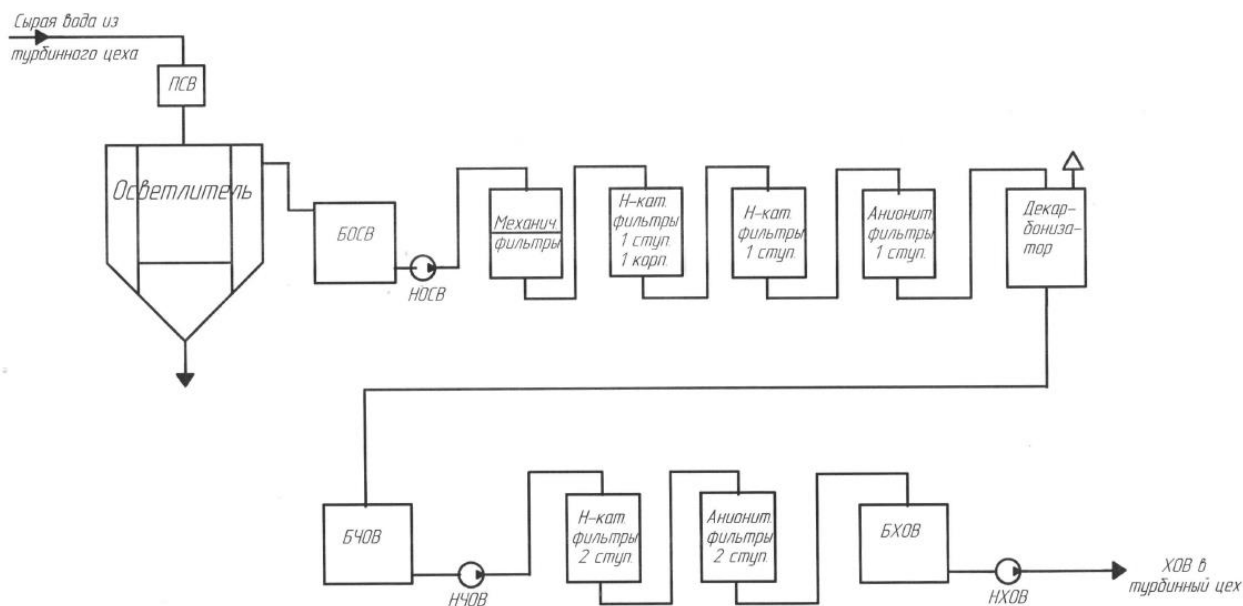 Сырая вода из
турбинного цеха
ПСВ
Осветлитель
БОСВ
НОСВ
Механич.
фильтры
Н-кат.
фильтры
1 ступ.
1 корп.
Н-кат.
фильтры
1 ступ.
Анионит.
фильтры
1 ступ.
Декар-
бониза-
тор
БЧОВ
НЧОВ
Н-кат.
фильтры
2 ступ.
Анионит.
фильтры
2 ступ.
БХОВ
НХОВ
ХОВ в
турбинный цех